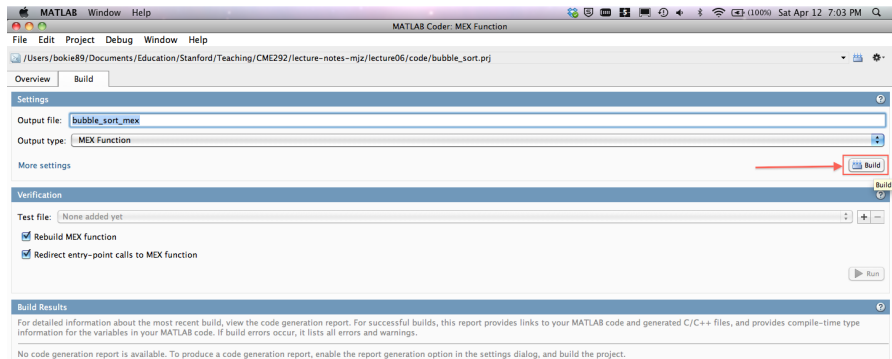 MATLAB Window Help (100%) Sat Apr 12 7:03 PM
MATLAB Coder: MEX Function
File Edit Project Debug Window Help
/Users/bokie89/Documents/Education/Stanford/Teaching/CME292/lecture-notes-mjz/lecture06/code/bubble_sort.prj
Overview Build
Settings ?
Output file: bubble_sort_mex
Output type: MEX Function
More settings Build
Build
Verification ?
Test file: None added yet + −
Rebuild MEX function
Redirect entry-point calls to MEX function
Run
Build Results ?
For detailed information about the most recent build, view the code generation report. For successful builds, this report provides links to your MATLAB code and generated C/C++ files, and provides compile-time type
information for the variables in your MATLAB code. If build errors occur, it lists all errors and warnings.
No code generation report is available. To produce a code generation report, enable the report generation option in the settings dialog, and build the project.